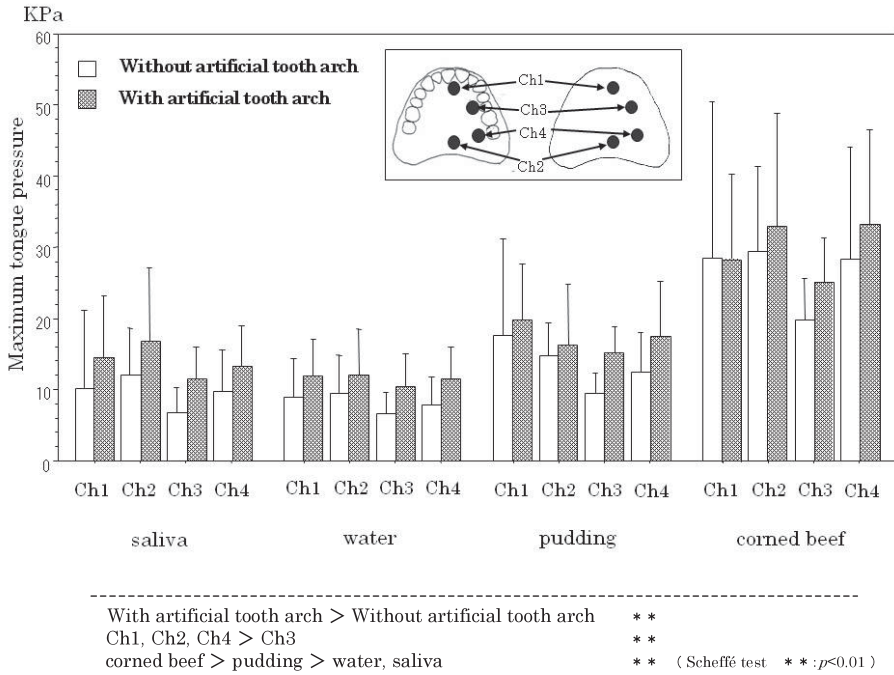 KPa
60
50
40
30
20
10
0
Maximum tongue pressure
Without artificial tooth arch
With artificial tooth arch
Ch1
Ch3
Ch4
Ch2
Ch1 Ch2 Ch3 Ch4 Ch1 Ch2 Ch3 Ch4 Ch1 Ch2 Ch3 Ch4 Ch1 Ch2 Ch3 Ch4
saliva water pudding corned beef
With artificial tooth arch > Without artificial tooth arch **
Ch1, Ch2, Ch4 > Ch3 **
corned beef > pudding > water, saliva ** ( Scheffé test **:p<0.01 )